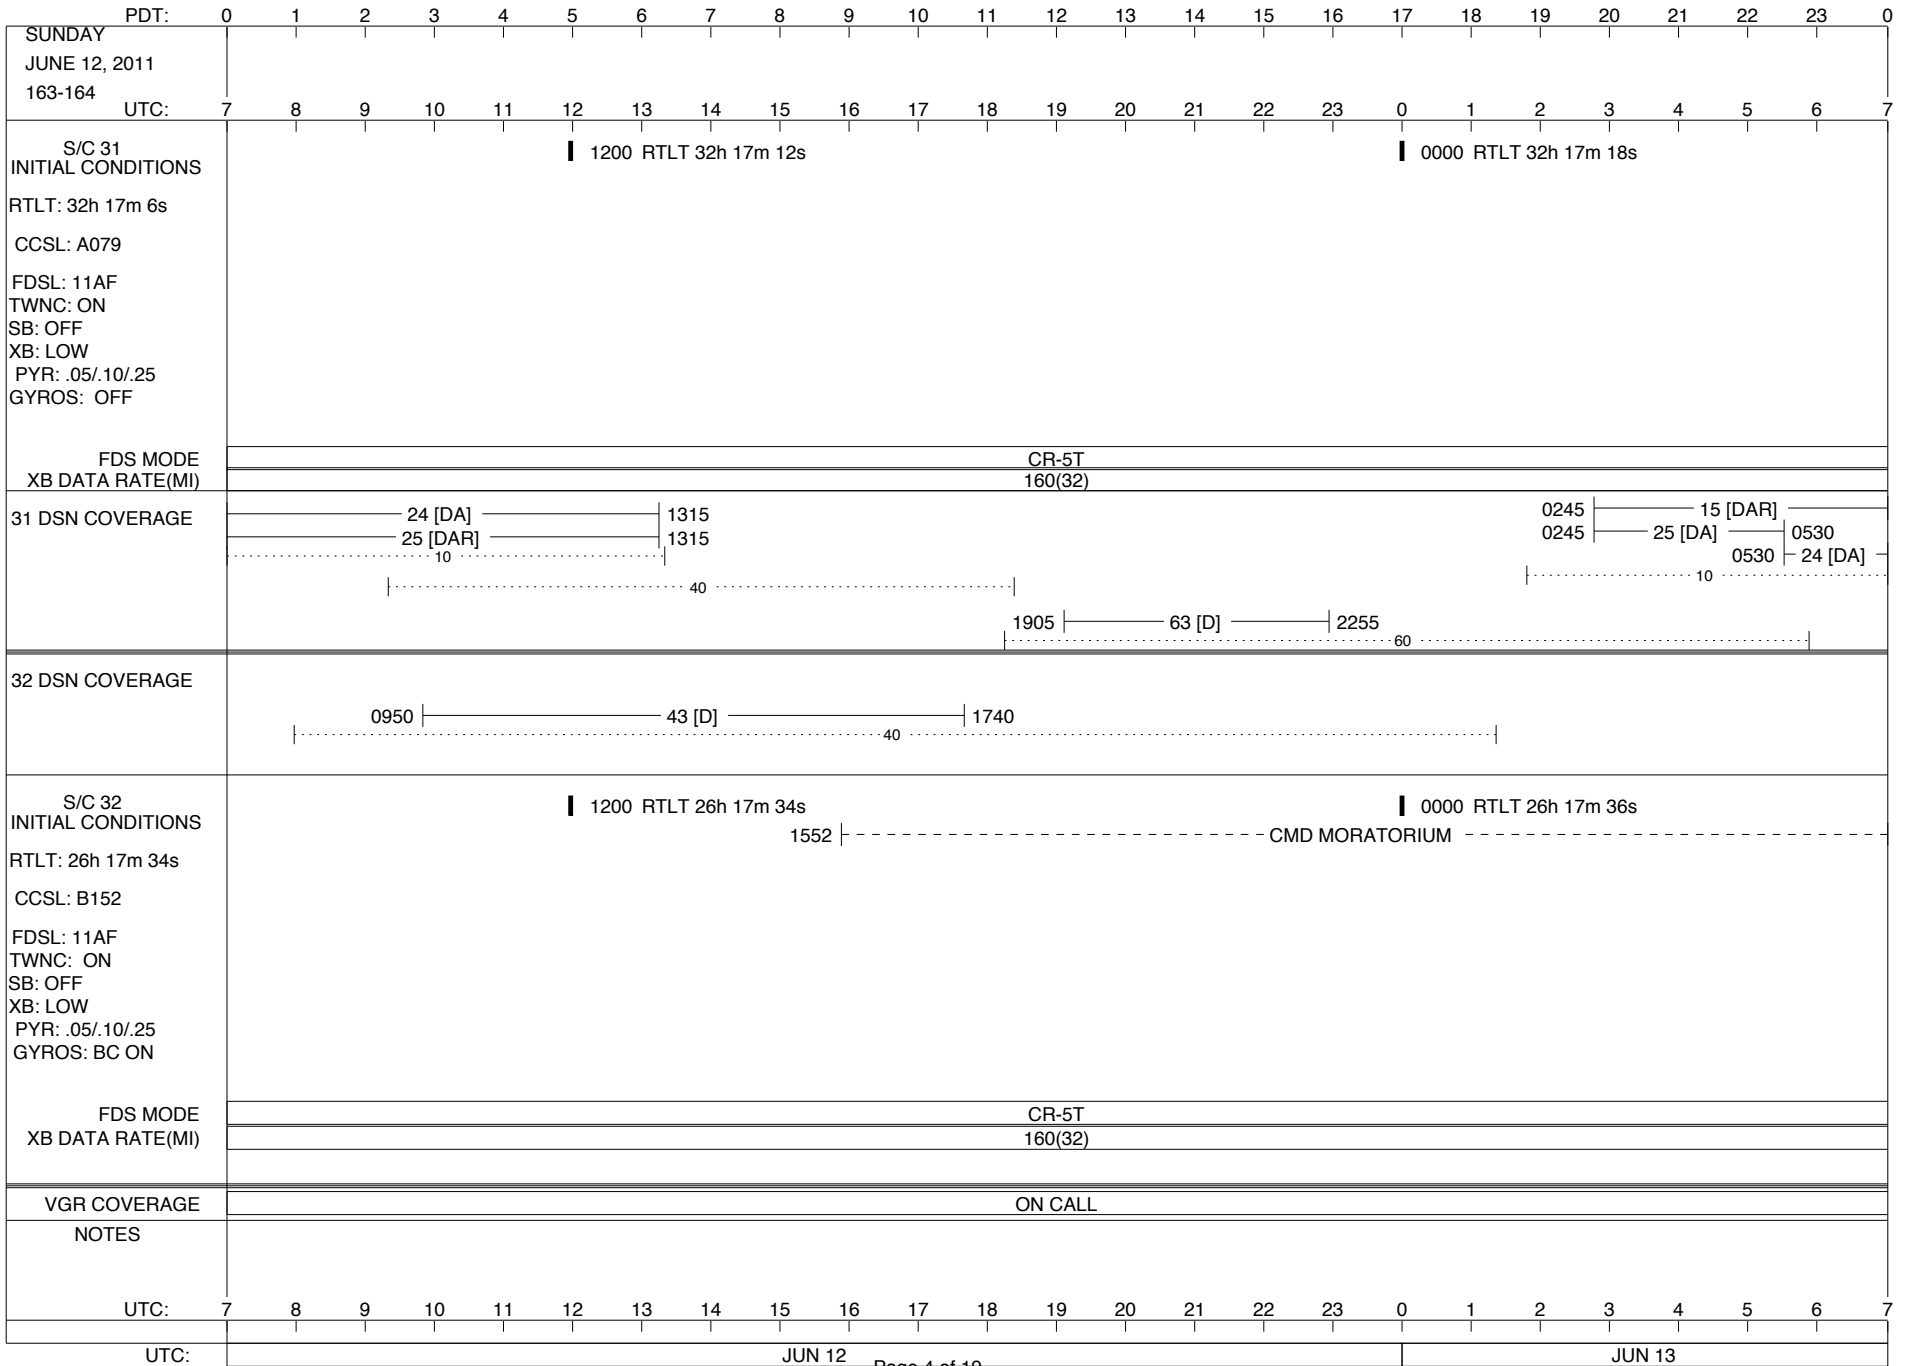 PDT: 0 1 2 3 4 5 6 7 8 9 10 11 12 13 14 15 16 17 18 19 20 21 22 23 0
SUNDAY
JUNE 12, 2011
163-164
UTC: 7 8 9 10 11 12 13 14 15 16 17 18 19 20 21 22 23 0 1 2 3 4 5 6 7
S/C 31
INITIAL CONDITIONS
1200 RTLT 32h 17m 12s
0000 RTLT 32h 17m 18s
RTLT: 32h 17m 6s
CCSL: A079
FDSL: 11AF
TWNC: ON
SB: OFF
XB: LOW
PYR: .05/.10/.25
GYROS: OFF
FDS MODE CR-5T
XB DATA RATE(MI) 160(32)
31 DSN COVERAGE
24 [DA] 1315
25 [DAR] 1315
10
40
1905 63 [D] 2255
60
0245 15 [DAR]
0245 25 [DA] 0530
0530 24 [DA]
10
32 DSN COVERAGE
0950 43 [D] 1740
40
S/C 32
INITIAL CONDITIONS
1200 RTLT 26h 17m 34s
0000 RTLT 26h 17m 36s
1552 CMD MORATORIUM
RTLT: 26h 17m 34s
CCSL: B152
FDSL: 11AF
TWNC: ON
SB: OFF
XB: LOW
PYR: .05/.10/.25
GYROS: BC ON
FDS MODE CR-5T
XB DATA RATE(MI) 160(32)
VGR COVERAGE ON CALL
NOTES
UTC: 7 8 9 10 11 12 13 14 15 16 17 18 19 20 21 22 23 0 1 2 3 4 5 6 7
UTC: JUN 12 JUN 13
Page 4 of 19